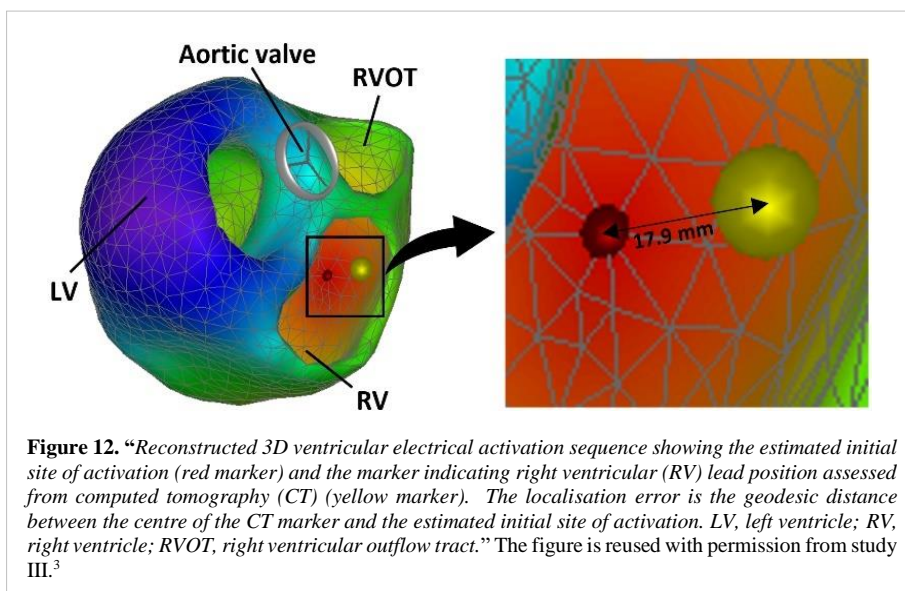 Aortic valve
RVOT
LV
RV
17.9 mm
Figure 12. “Reconstructed 3D ventricular electrical activation sequence showing the estimated initial
site of activation (red marker) and the marker indicating right ventricular (RV) lead position assessed
from computed tomography (CT) (yellow marker). The localisation error is the geodesic distance
between the centre of the CT marker and the estimated initial site of activation. LV, left ventricle; RV,
right ventricle; RVOT, right ventricular outflow tract.” The figure is reused with permission from study
III.³